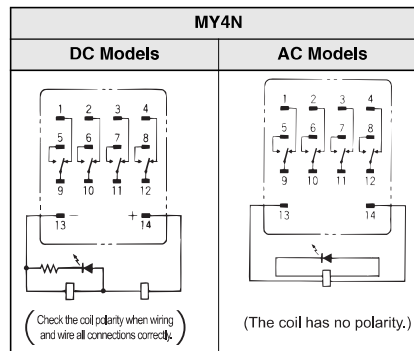 MY4N
DC Models AC Models
1 2 3 4
5 6 7 8
9 10 11 12
13 − + 14
(Check the coil polarity when wiring
and wire all connections correctly.)
1 2 3 4
5 6 7 8
9 10 11 12
13 14
(The coil has no polarity.)